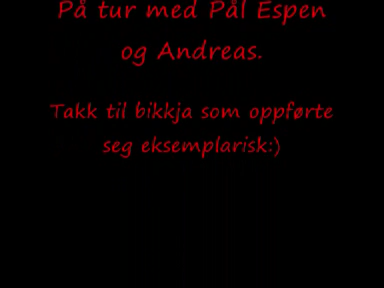 På tur med Pål Espen
og Andreas.
Takk til bikkja som oppførte
seg eksemplarisk:)